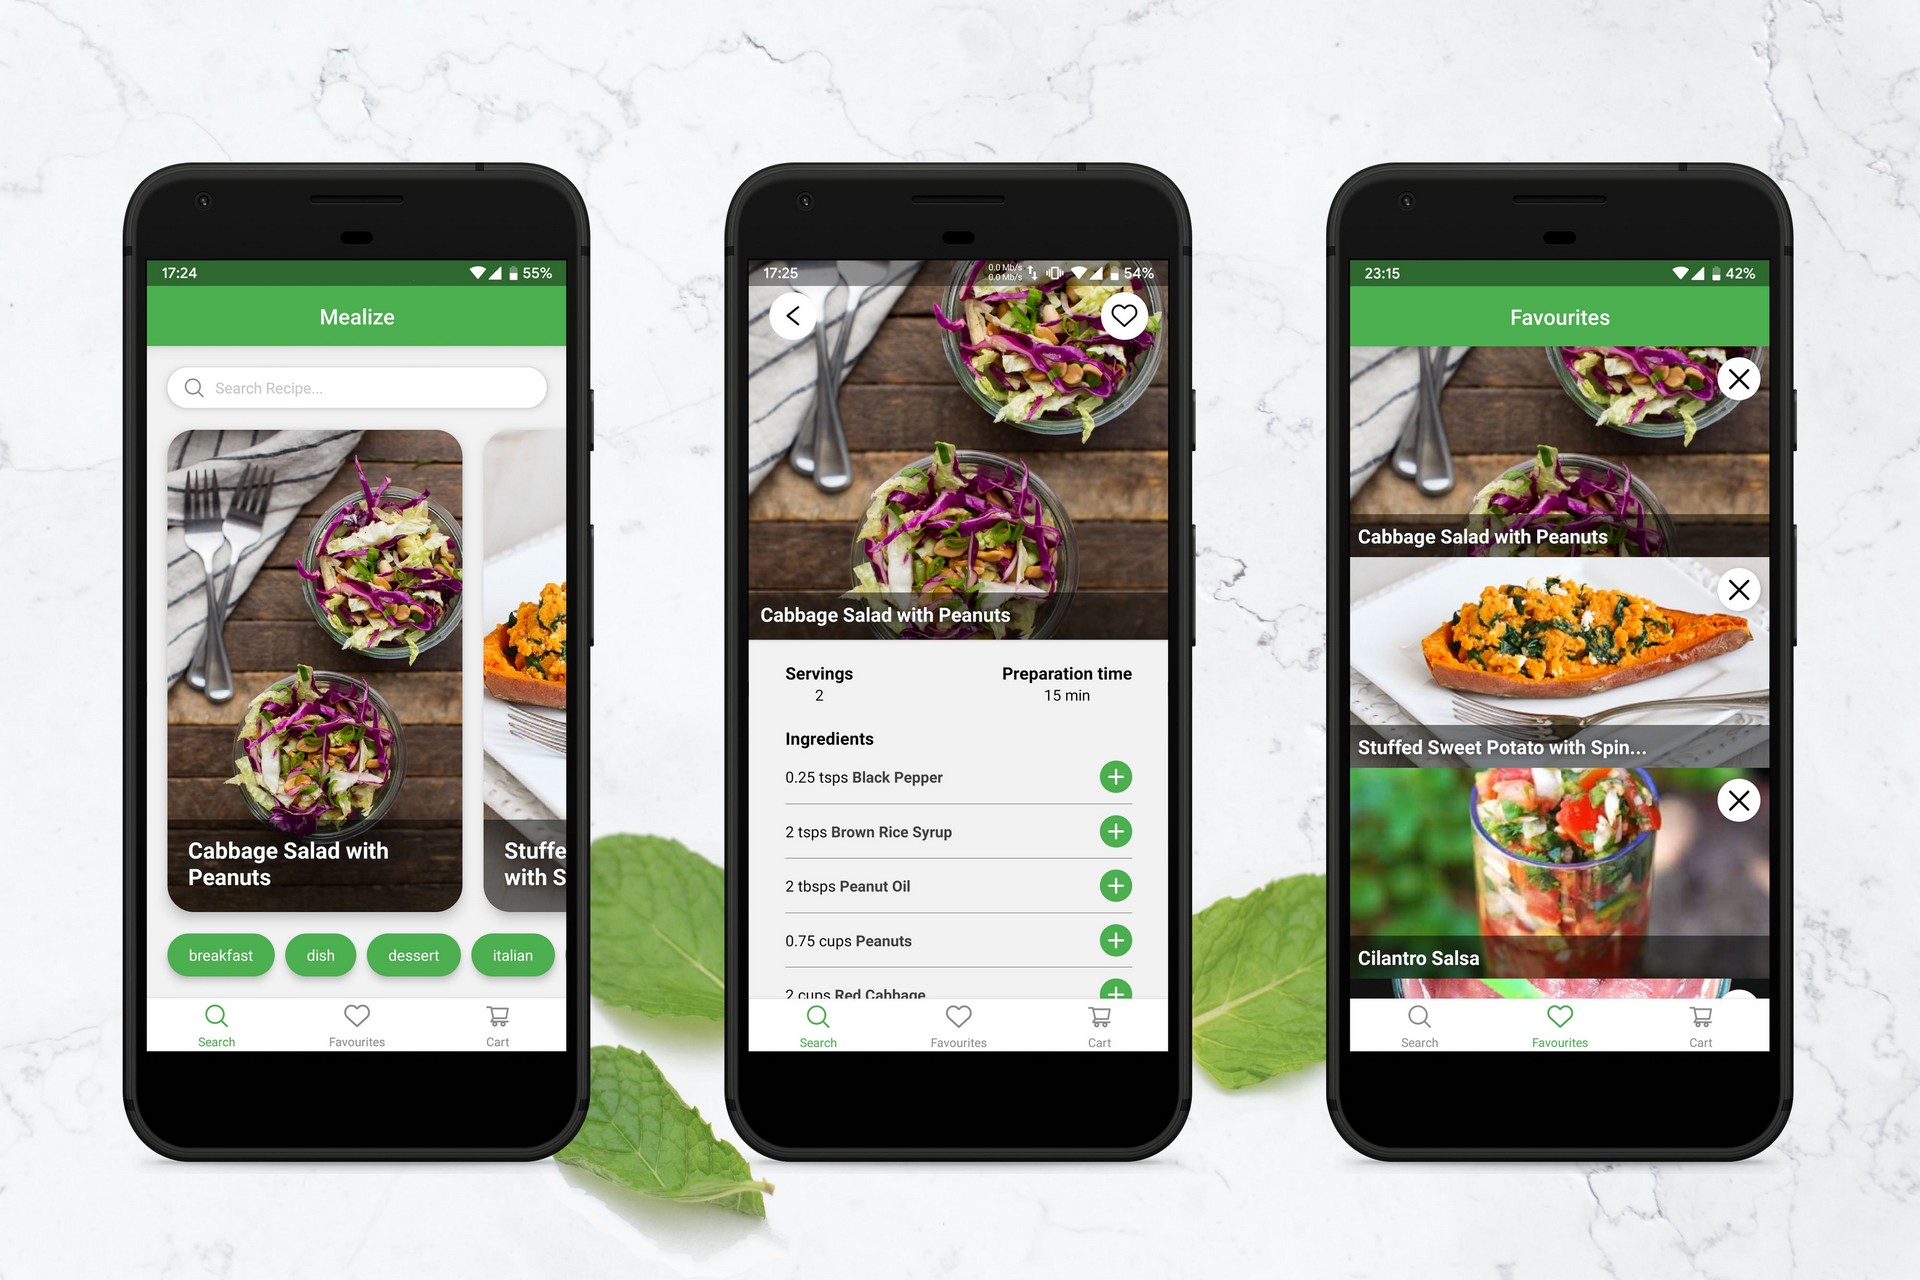 17:24
55%
Mealize
Search Recipe...
Cabbage Salad with
Peanuts
Stuffe
with S
breakfast
dish
dessert
italian
Search
Favourites
Cart
17:25
0.0 Mb/s
0.0 Mb/s
54%
Cabbage Salad with Peanuts
Servings
Preparation time
2
15 min
Ingredients
0.25 tsps Black Pepper
2 tsps Brown Rice Syrup
2 tbsps Peanut Oil
0.75 cups Peanuts
2 cups Red Cabbage
Search
Favourites
Cart
23:15
42%
Favourites
Cabbage Salad with Peanuts
Stuffed Sweet Potato with Spin...
Cilantro Salsa
Search
Favourites
Cart